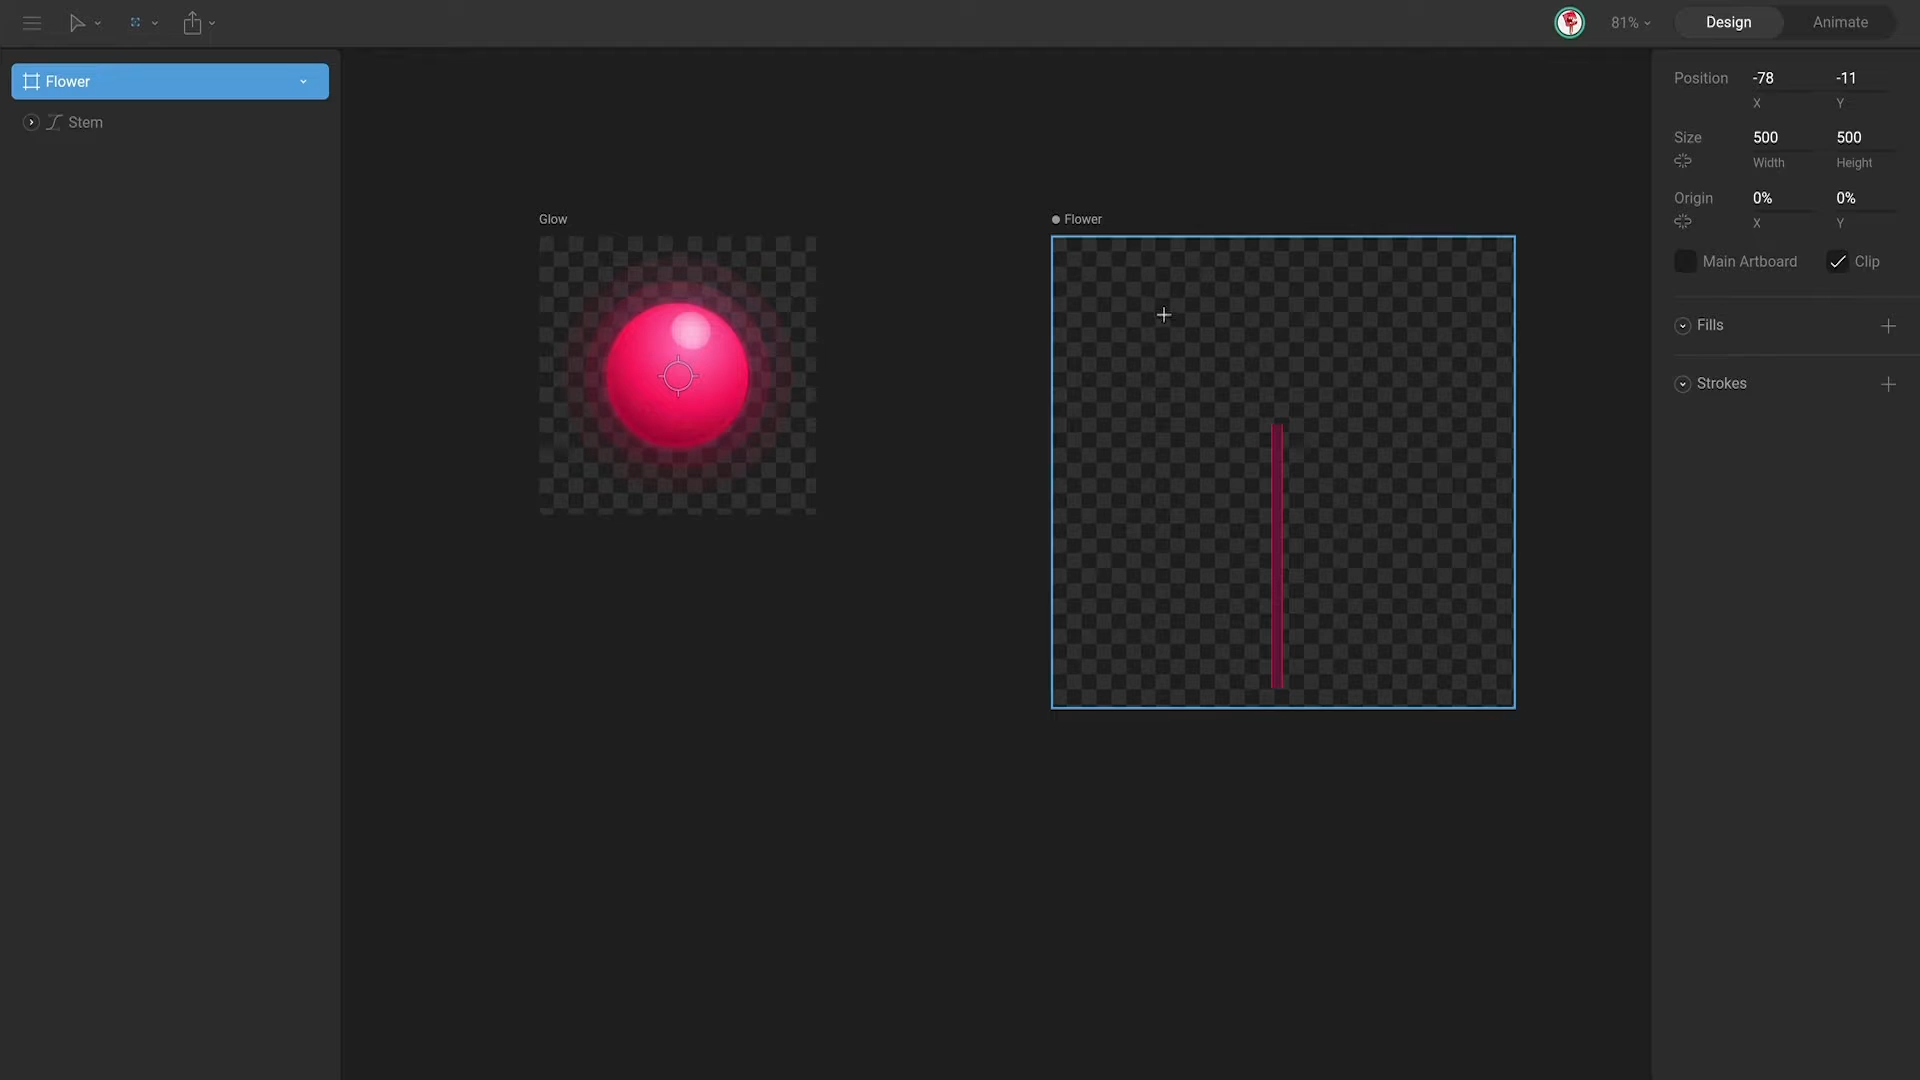 81%
Design
Animate
Flower
Stem
Glow
Flower
Position -78 -11
X Y
Size 500 500
Width Height
Origin 0% 0%
X Y
Main Artboard Clip
Fills
Strokes